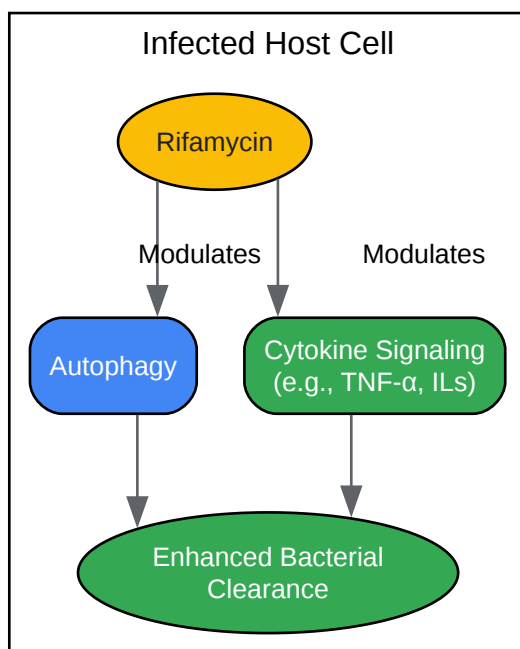 Infected Host Cell
Rifamycin
Modulates
Modulates
Autophagy
Cytokine Signaling
(e.g., TNF-α, ILs)
Enhanced Bacterial
Clearance